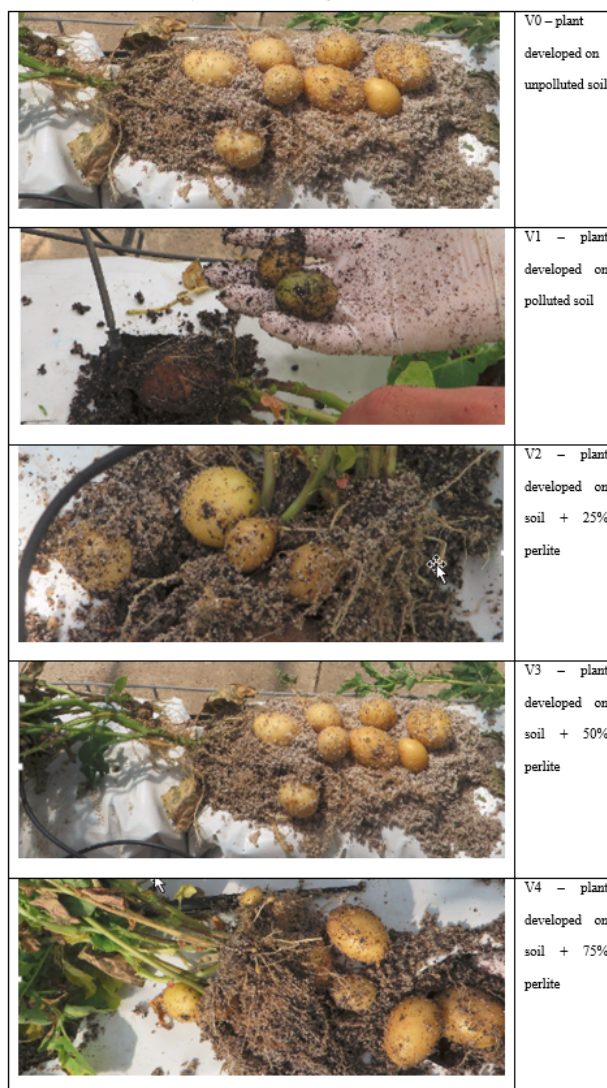 V0 – plant
developed on
unpolluted soil
V1 – plant
developed on
polluted soil
V2 – plant
developed on
soil + 25%
perlite
V3 – plant
developed on
soil + 50%
perlite
V4 – plant
developed on
soil + 75%
perlite